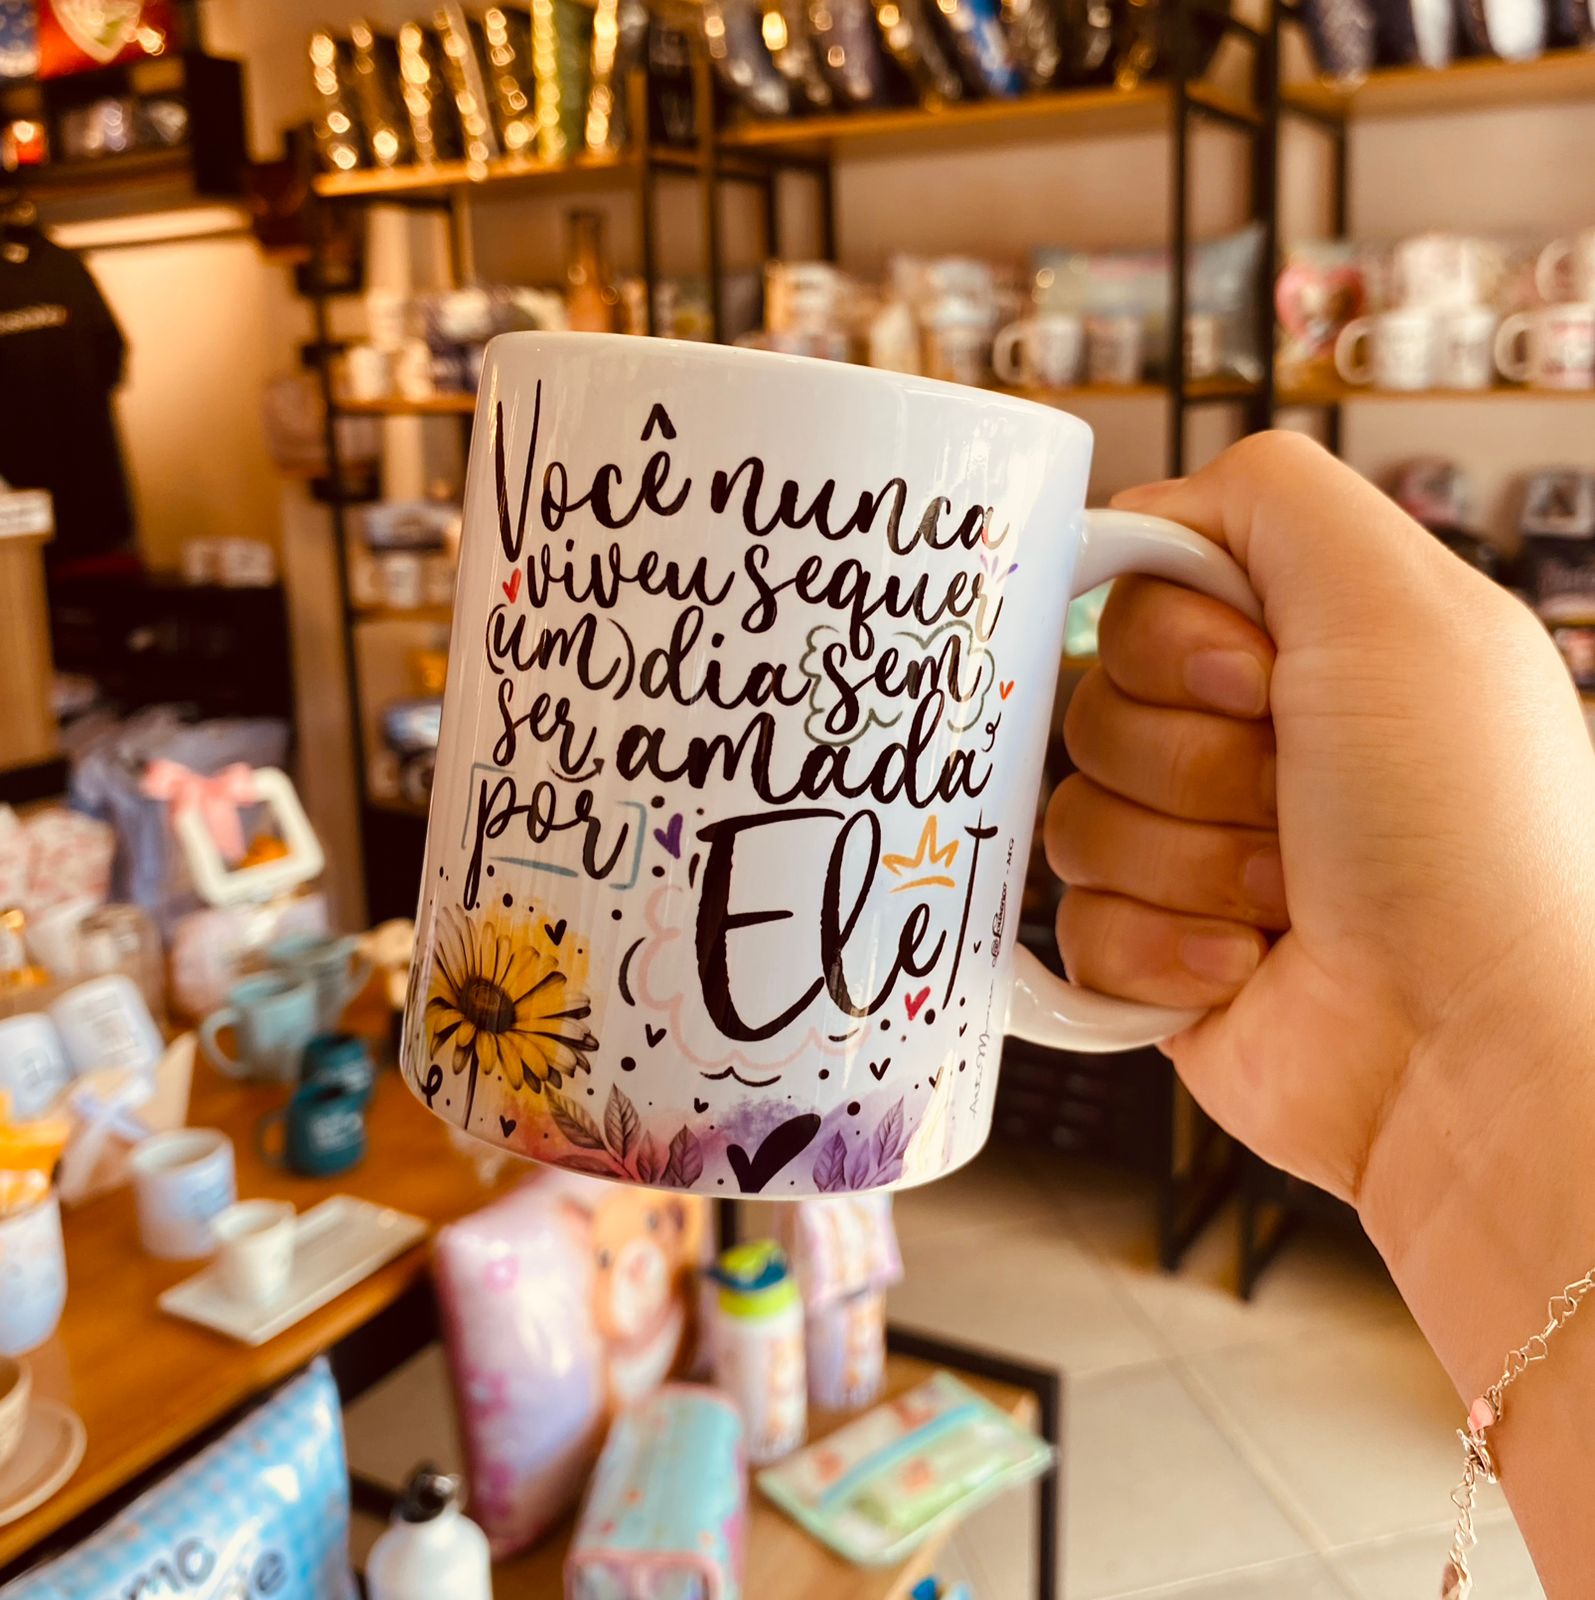 Você nunca
viveu sequer
(um) dia sem
ser amada
por
Ele